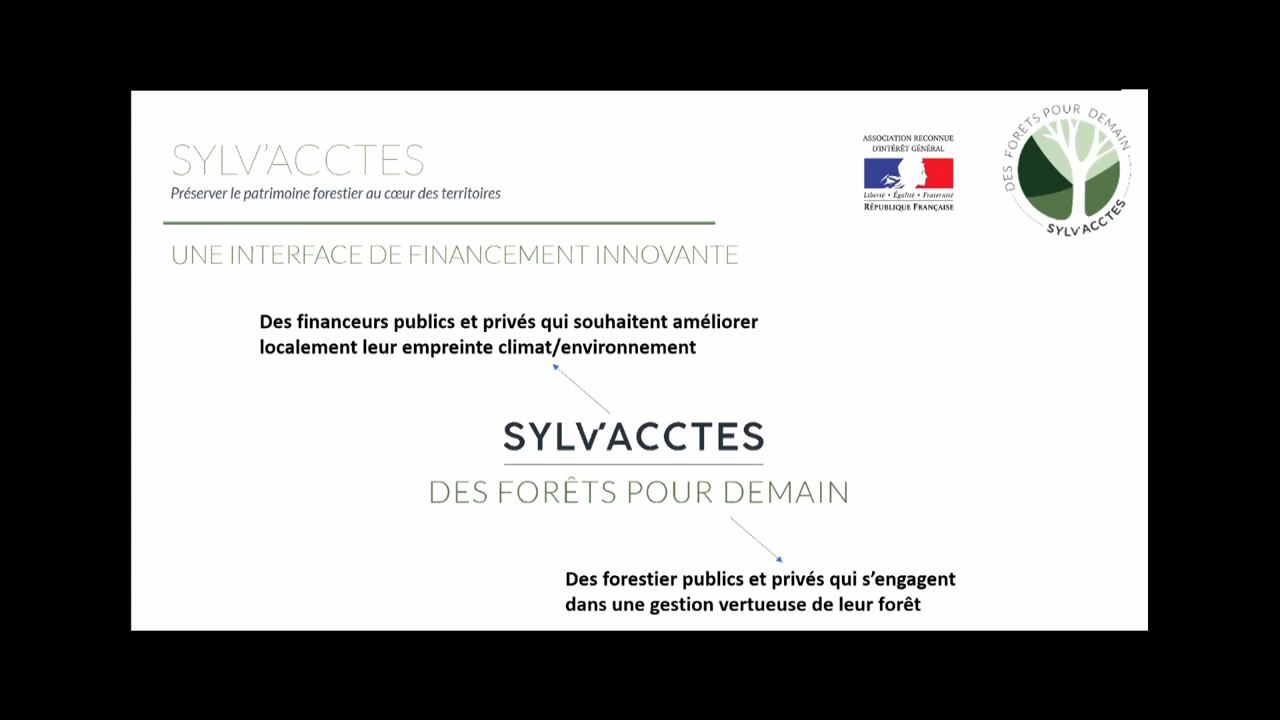 SYLV'ACCTES
Préserver le patrimoine forestier au cœur des territoires
ASSOCIATION RECONNUE
D'INTÉRÊT GÉNÉRAL
Liberté • Égalité • Fraternité
RÉPUBLIQUE FRANÇAISE
DES FORÊTS POUR DEMAIN
SYLV'ACCTES
UNE INTERFACE DE FINANCEMENT INNOVANTE
Des financeurs publics et privés qui souhaitent améliorer
localement leur empreinte climat/environnement
SYLV'ACCTES
DES FORÊTS POUR DEMAIN
Des forestier publics et privés qui s'engagent
dans une gestion vertueuse de leur forêt